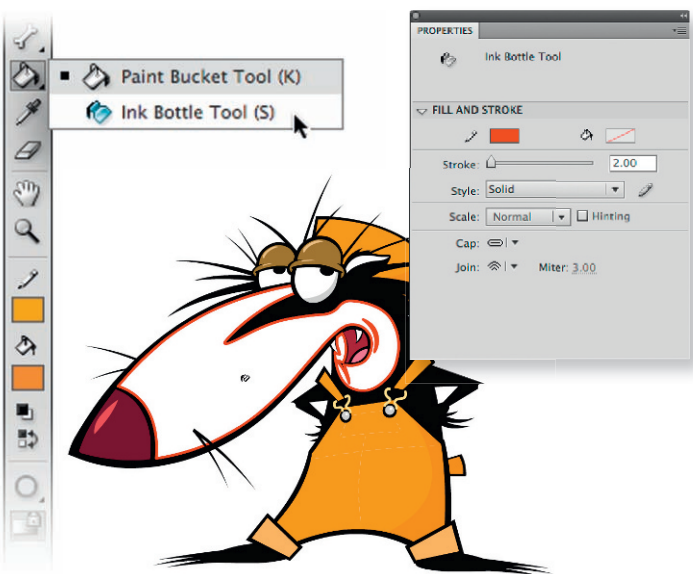 Paint Bucket Tool (K)
Ink Bottle Tool (S)
PROPERTIES
Ink Bottle Tool
FILL AND STROKE
Stroke: 2.00
Style: Solid
Scale: Normal Hinting
Cap:
Join: Miter: 3.00